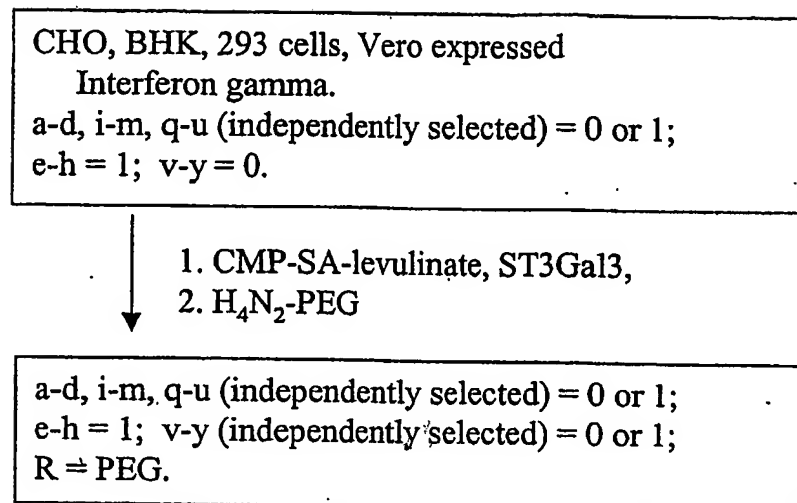 CHO, BHK, 293 cells, Vero expressed
Interferon gamma.
a-d, i-m, q-u (independently selected) = 0 or 1;
e-h = 1; v-y = 0.
1. CMP-SA-levulinate, ST3Gal3,
2. H₄N₂-PEG
a-d, i-m, q-u (independently selected) = 0 or 1;
e-h = 1; v-y (independently selected) = 0 or 1;
R = PEG.